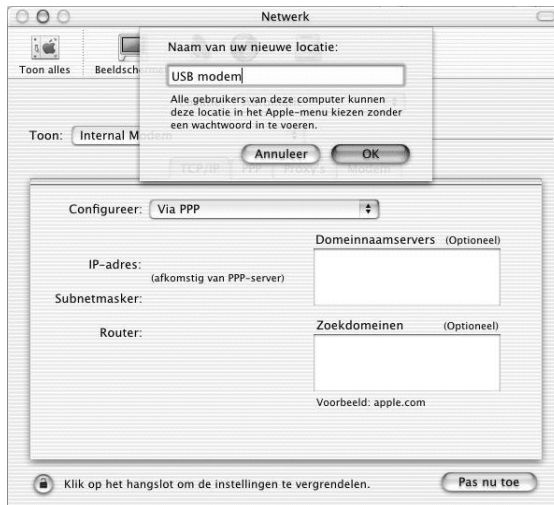 Netwerk
Toon alles
Beeldschermen
Naam van uw nieuwe locatie:
USB modem
Alle gebruikers van deze computer kunnen
deze locatie in het Apple-menu kiezen zonder
een wachtwoord in te voeren.
Annuleer
OK
Toon: Internal Modem
TCP/IP
PPP
Proxy's
Modem
Configureer: Via PPP
Domeinnaamservers (Optioneel)
IP-adres:
(afkomstig van PPP-server)
Subnetmasker:
Router:
Zoekdomeinen (Optioneel)
Voorbeeld: apple.com
Klik op het hangslot om de instellingen te vergrendelen.
Pas nu toe